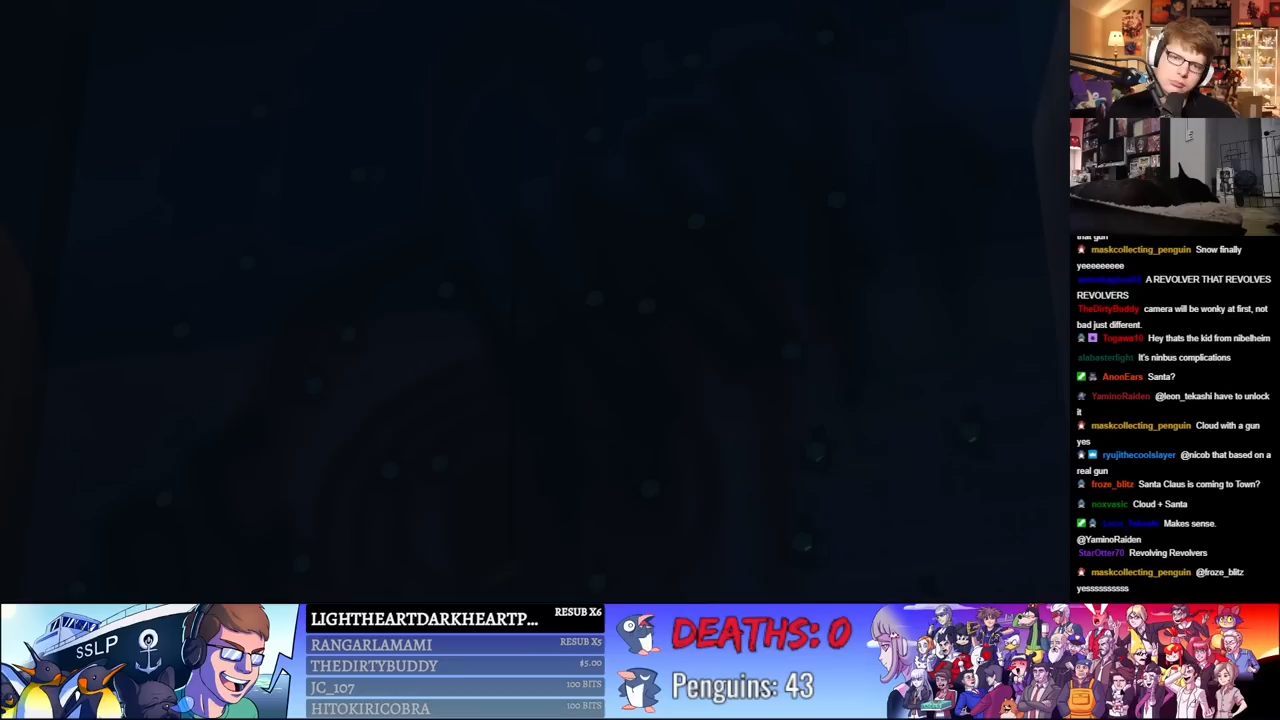 that gun
maskcollecting_penguin Snow finally
yeeeeeeeee
A REVOLVER THAT REVOLVES
REVOLVERS
TheDirtyBuddy camera will be wonky at first, not
bad just different.
Togawa10 Hey thats the kid from nibelheim
alabasterlight It's ninbus complications
AnonEars Santa?
YaminoRaiden @leon_tekashi have to unlock
it
maskcollecting_penguin Cloud with a gun
yes
ryujithecoolslayer @nicob that based on a
real gun
froze_blitz Santa Claus is coming to Town?
noxvasic Cloud + Santa
Makes sense.
@YaminoRaiden
StarOtter70 Revolving Revolvers
maskcollecting_penguin @froze_blitz
yessssssssss
SSLP
LIGHTHEARTDARKHEARTP... RESUB X6
RANGARLAMAMI RESUB X5
THEDIRTYBUDDY $5.00
JC_107 100 BITS
HITOKIRICOBRA 100 BITS
DEATHS: 0
Penguins: 43